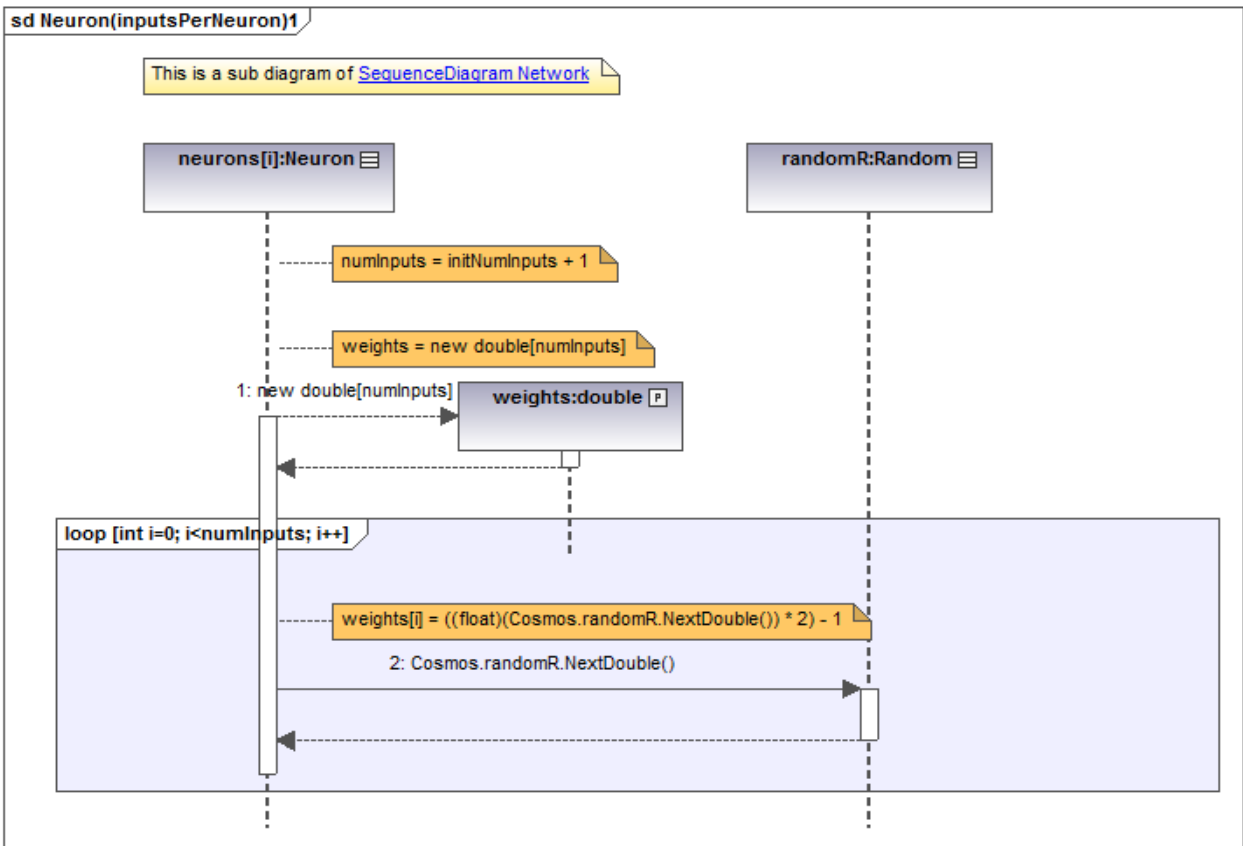 sd Neuron(inputsPerNeuron)1
This is a sub diagram of SequenceDiagram Network
neurons[i]:Neuron
randomR:Random
numInputs = initNumInputs + 1
weights = new double[numInputs]
1: new double[numInputs]
weights:double P
loop [int i=0; i<numInputs; i++]
weights[i] = ((float)(Cosmos.randomR.NextDouble()) * 2) - 1
2: Cosmos.randomR.NextDouble()